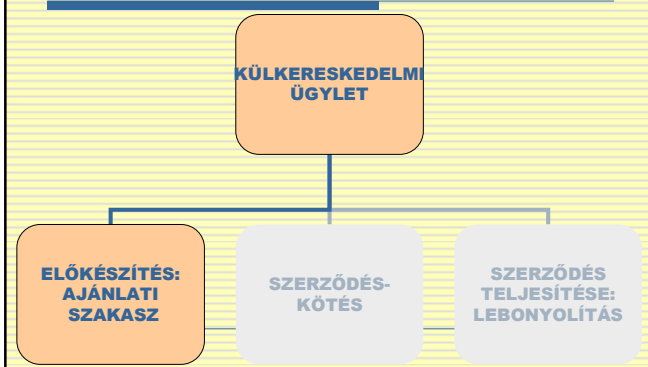 KÜLKERESKEDELMI
ÜGYLET
ELŐKÉSZÍTÉS:
AJÁNLATI
SZAKASZ
SZERZŐDÉS-
KÖTÉS
SZERZŐDÉS
TELJESÍTÉSE:
LEBONYOLÍTÁS